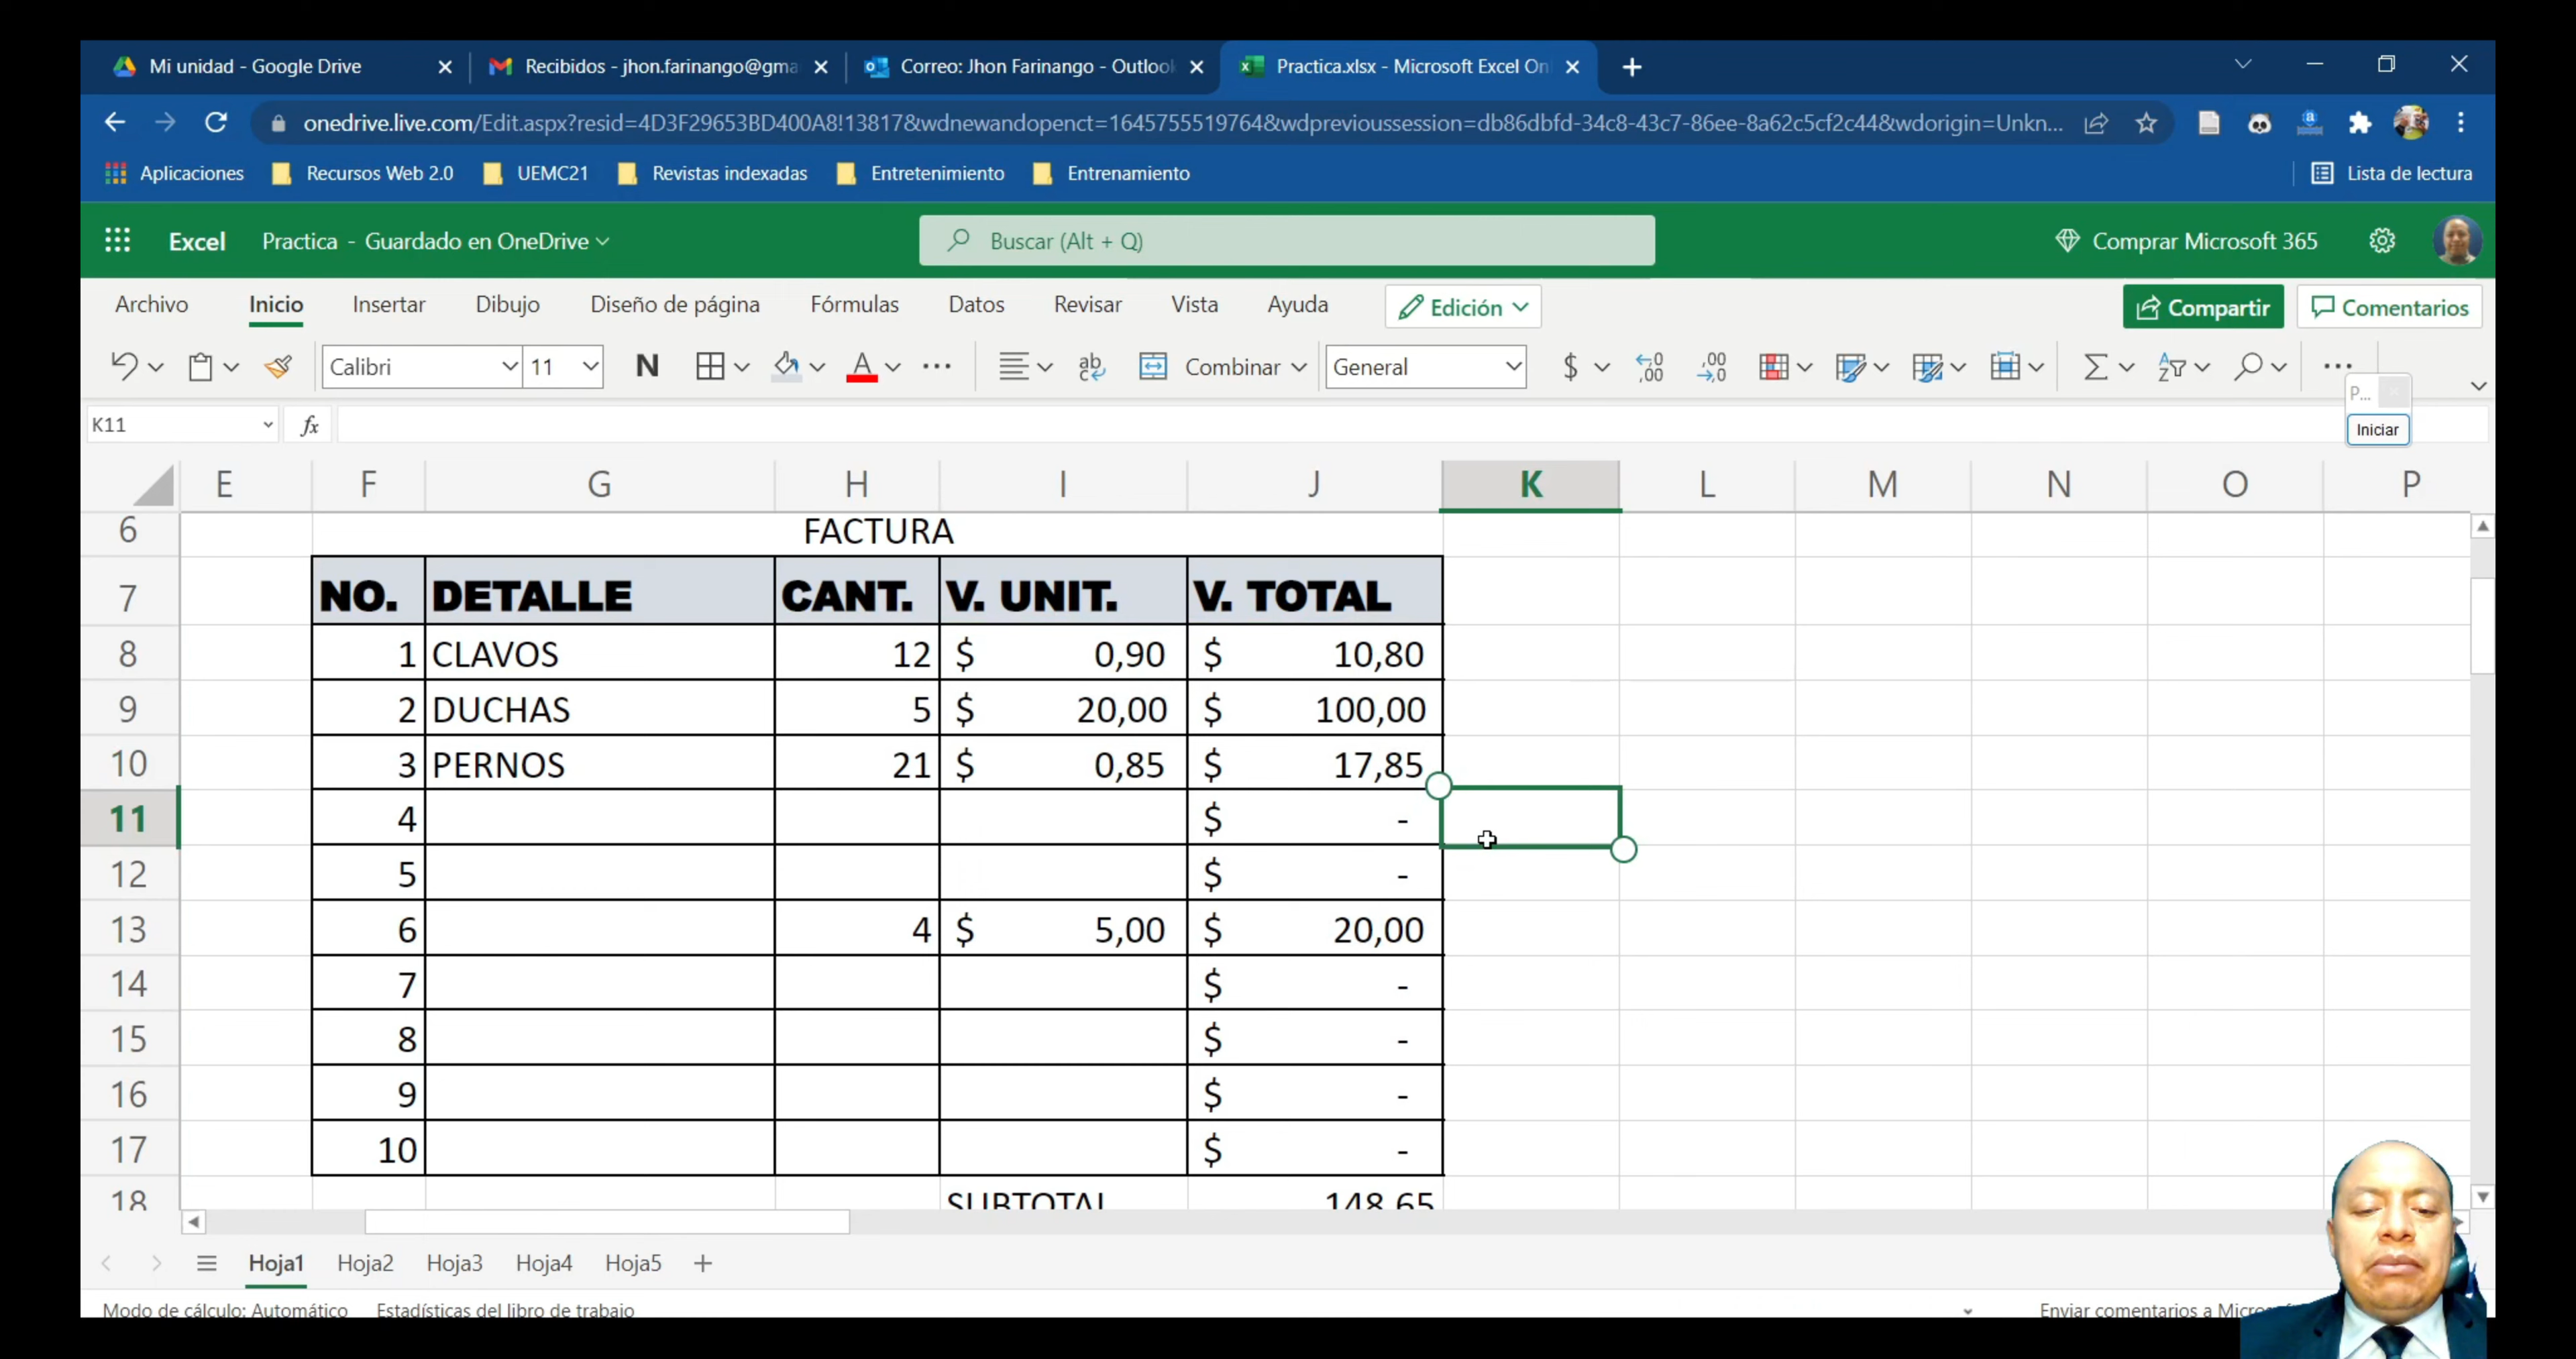 Mi unidad - Google Drive
Recibidos - jhon.farinango@gma
Correo: Jhon Farinango - Outlook
Practica.xlsx - Microsoft Excel On
onedrive.live.com/Edit.aspx?resid=4D3F29653BD400A8!13817&wdnewandopenct=1645755519764&wdprevioussession=db86dbfd-34c8-43c7-86ee-8a62c5cf2c44&wdorigin=Unkn...
Aplicaciones Recursos Web 2.0 UEMC21 Revistas indexadas Entretenimiento Entrenamiento Lista de lectura
Excel Practica - Guardado en OneDrive Buscar (Alt + Q) Comprar Microsoft 365
Archivo Inicio Insertar Dibujo Diseño de página Fórmulas Datos Revisar Vista Ayuda Edición Compartir Comentarios
Calibri 11 N A ... ab Combinar General $ ...
P...
Iniciar
K11 fx
E F G H I J K L M N O P
6 FACTURA
7 NO. DETALLE CANT. V. UNIT. V. TOTAL
8 1 CLAVOS 12 $ 0,90 $ 10,80
9 2 DUCHAS 5 $ 20,00 $ 100,00
10 3 PERNOS 21 $ 0,85 $ 17,85
11 4 $ -
12 5 $ -
13 6 4 $ 5,00 $ 20,00
14 7 $ -
15 8 $ -
16 9 $ -
17 10 $ -
18 SUBTOTAL 148,65
Hoja1 Hoja2 Hoja3 Hoja4 Hoja5
Modo de cálculo: Automático Estadísticas del libro de trabajo Enviar comentarios a